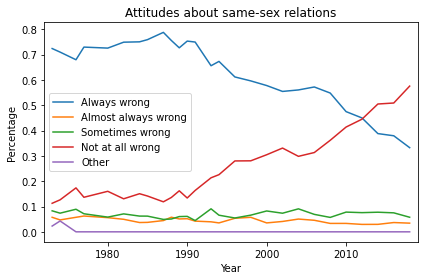 Attitudes about same-sex relations
Percentage
0.8
0.7
0.6
0.5
0.4
0.3
0.2
0.1
0.0
Always wrong
Almost always wrong
Sometimes wrong
Not at all wrong
Other
1980 1990 2000 2010
Year